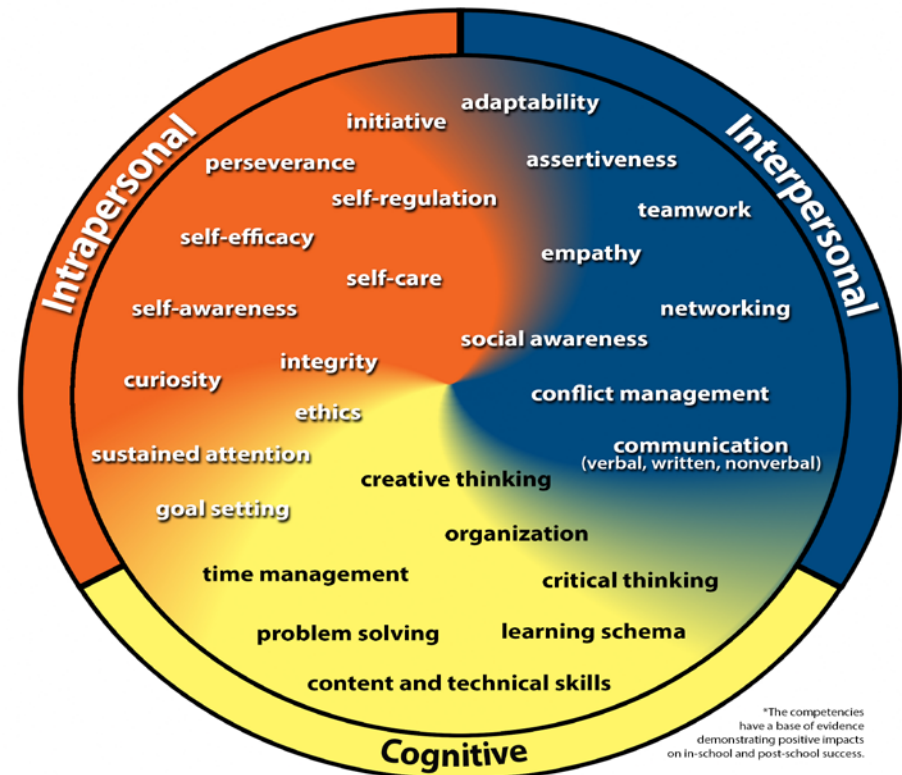 Intrapersonal
Interpersonal
initiative
adaptability
perseverance
assertiveness
self-regulation
teamwork
self-efficacy
empathy
self-care
self-awareness
networking
social awareness
integrity
curiosity
conflict management
ethics
sustained attention
communication
(verbal, written, nonverbal)
creative thinking
goal setting
organization
time management
critical thinking
problem solving
learning schema
content and technical skills
Cognitive
*The competencies
have a base of evidence
demonstrating positive impacts
on in-school and post-school success.